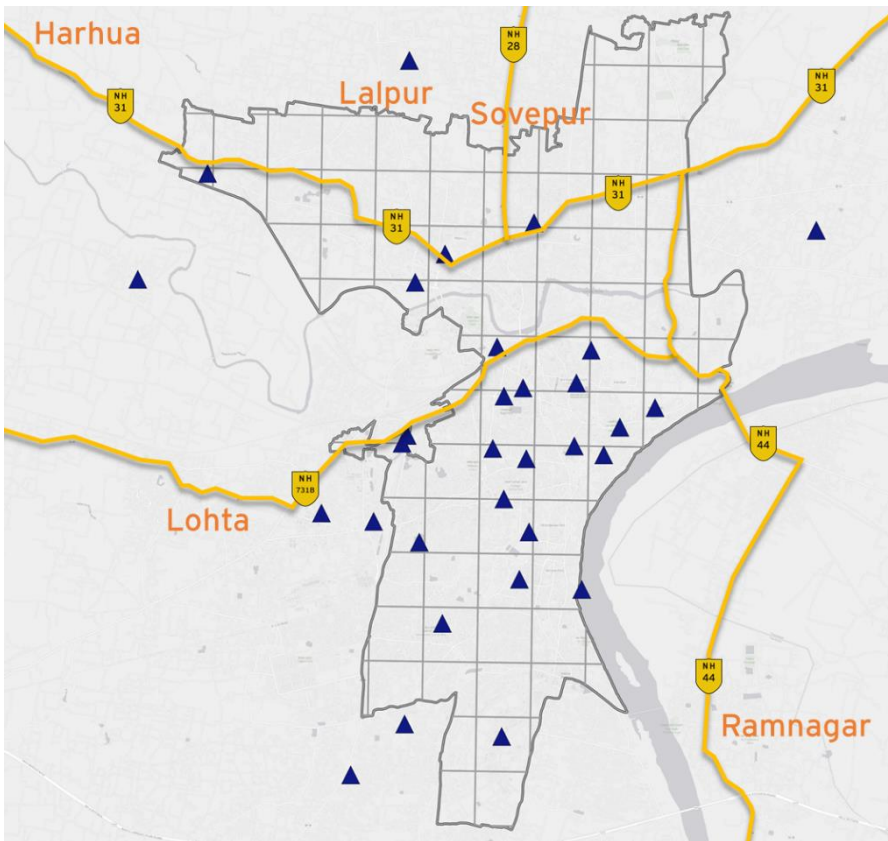 Harhua
NH
28
NH
31
Lalpur
NH
31
Sovepur
NH
31
NH
31
NH
44
NH
731B
Lohta
NH
44
Ramnagar